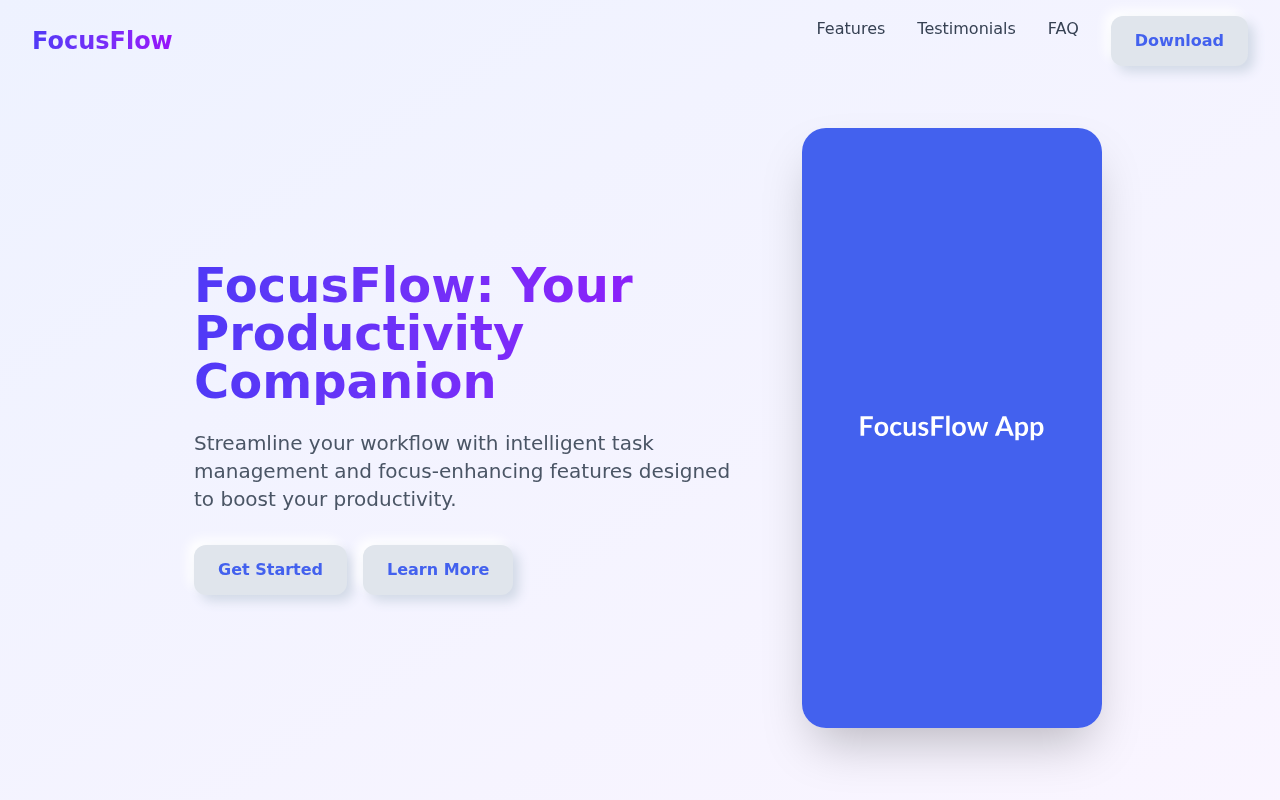 FocusFlow
Features
Testimonials
FAQ
Download
FocusFlow: Your
Productivity
Companion
Streamline your workflow with intelligent task
management and focus-enhancing features designed
to boost your productivity.
Get Started
Learn More
FocusFlow App